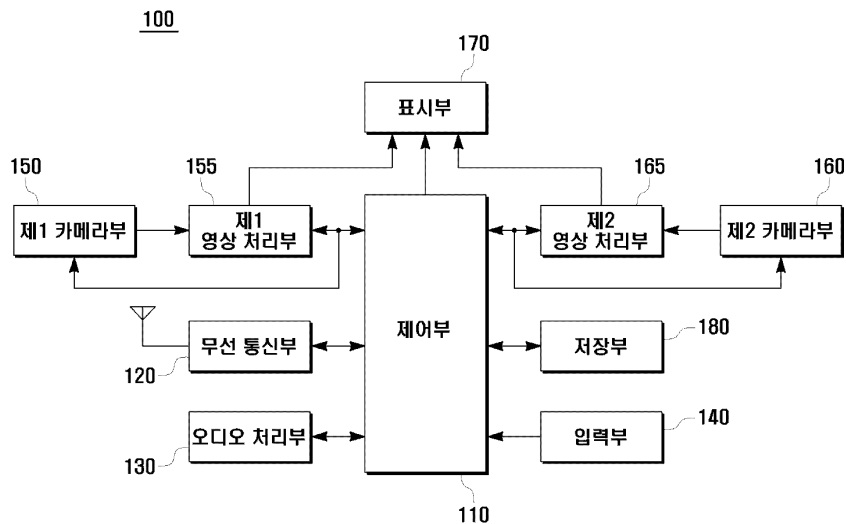 100
170
표시부
150
155
165
160
제1 카메라부
제1
영상 처리부
제2
영상 처리부
제2 카메라부
제어부
무선 통신부
120
저장부
180
오디오 처리부
130
입력부
140
110